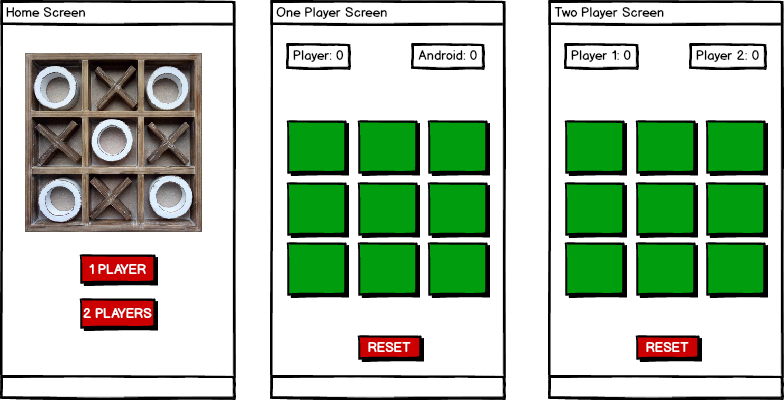 Home Screen
1 PLAYER
2 PLAYERS
One Player Screen
Player: 0
Android: 0
RESET
Two Player Screen
Player 1: 0
Player 2: 0
RESET